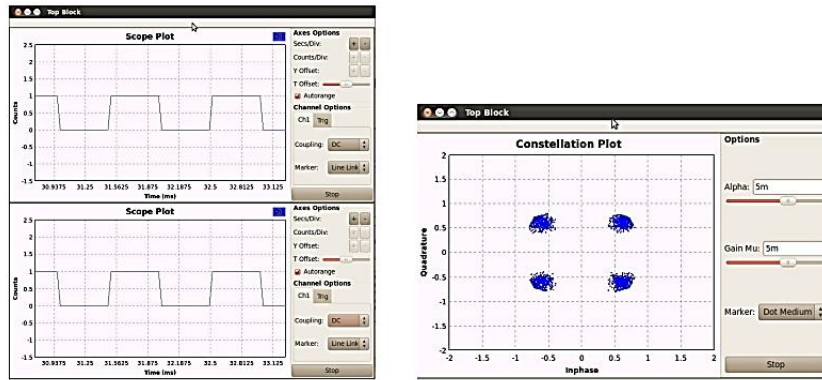 Top Block
Scope Plot
Counts
2.5
2
1.5
1
0.5
0
-0.5
-1
-1.5
30.9375 31.25 31.5625 31.875 32.1875 32.5 32.8125 33.125
Time (ms)
Axes Options
Secs/Div: + -
Counts/Div: + -
Y Offset: + -
T Offset:
Autorange
Channel Options
Ch1 Trig
Coupling: DC
Marker: Line Link
Stop
Scope Plot
Counts
2.5
2
1.5
1
0.5
0
-0.5
-1
-1.5
30.9375 31.25 31.5625 31.875 32.1875 32.5 32.8125 33.125
Time (ms)
Axes Options
Secs/Div: + -
Counts/Div: + -
Y Offset: + -
T Offset:
Autorange
Channel Options
Ch1 Trig
Coupling: DC
Marker: Line Link
Stop
Top Block
Constellation Plot
Quadrature
2
1.5
1
0.5
0
-0.5
-1
-1.5
-2
-2 -1.5 -1 -0.5 0 0.5 1 1.5 2
Inphase
Options
Alpha: 5m
Gain Mu: 5m
Marker: Dot Medium
Stop